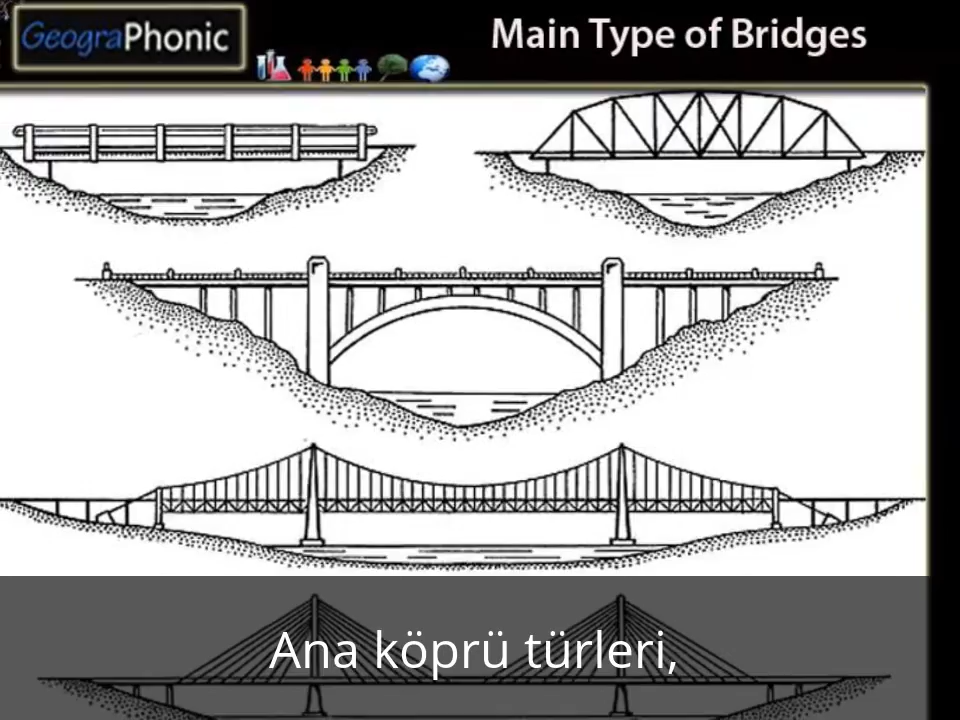 GeograPhonic
Main Type of Bridges
Ana köprü türleri,